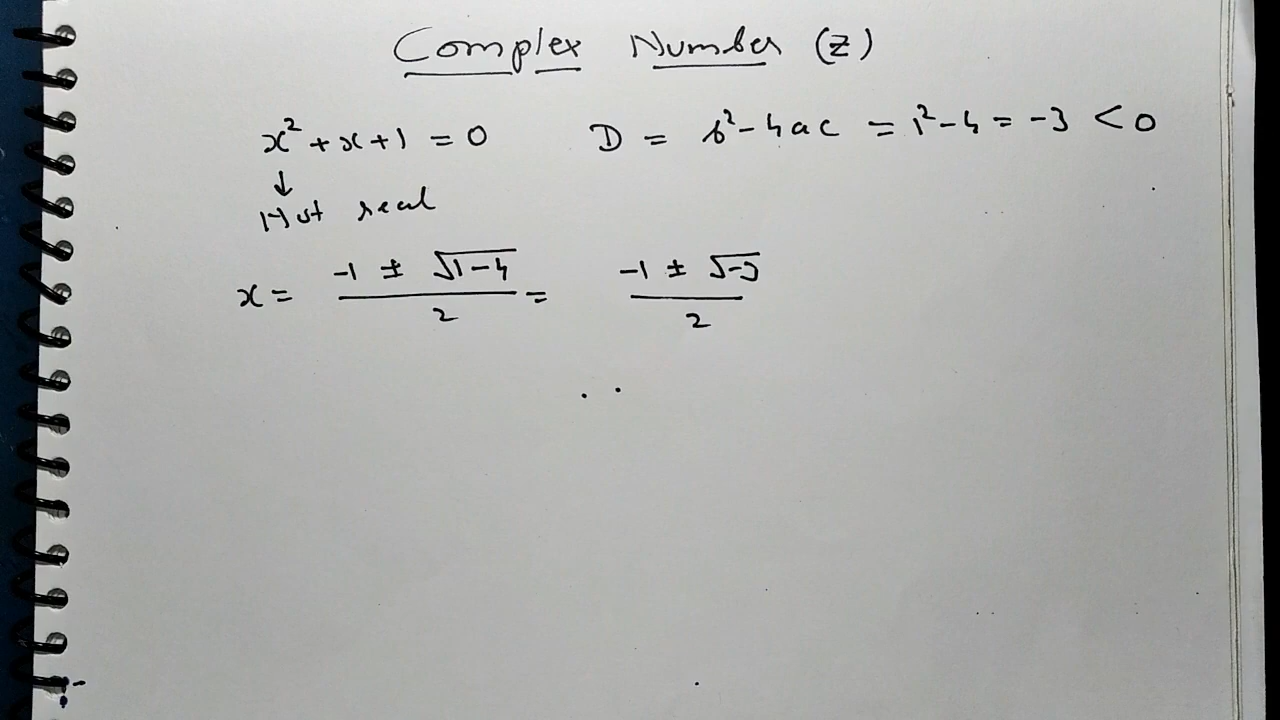 Complex Number (z)
x² + x + 1 = 0 D = b² - 4ac = 1² - 4 = -3 < 0
↓
Not real
x = (-1 ± √(1-4))/2 = (-1 ± √-3)/2